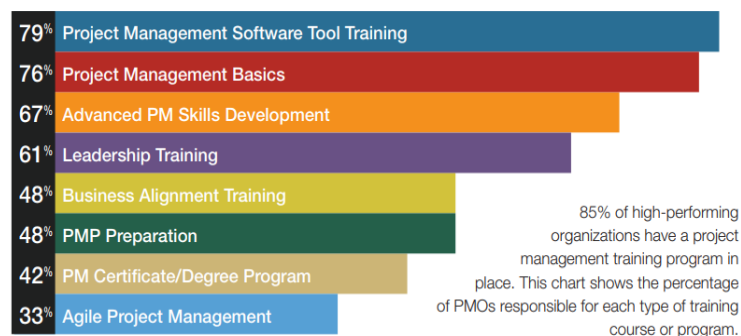 79% Project Management Software Tool Training
76% Project Management Basics
67% Advanced PM Skills Development
61% Leadership Training
48% Business Alignment Training
48% PMP Preparation
42% PM Certificate/Degree Program
33% Agile Project Management
85% of high-performing
organizations have a project
management training program in
place. This chart shows the percentage
of PMOs responsible for each type of training
course or program.